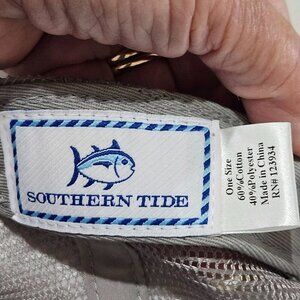 SOUTHERN TIDE
One Size
60%Cotton
40%Polyester
Made in China
RN# 123934